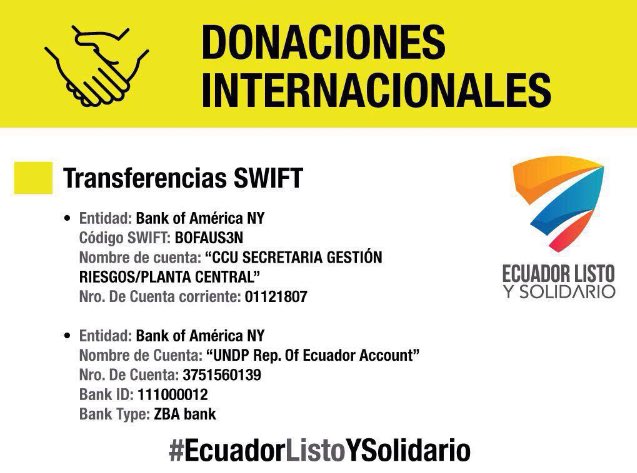 DONACIONES
INTERNACIONALES
Transferencias SWIFT
• Entidad: Bank of América NY
Código SWIFT: BOFAUS3N
Nombre de cuenta: “CCU SECRETARIA GESTIÓN
RIESGOS/PLANTA CENTRAL”
Nro. De Cuenta corriente: 01121807
• Entidad: Bank of América NY
Nombre de Cuenta: “UNDP Rep. Of Ecuador Account”
Nro. De Cuenta: 3751560139
Bank ID: 111000012
Bank Type: ZBA bank
ECUADOR LISTO
Y SOLIDARIO
#EcuadorListoYSolidario